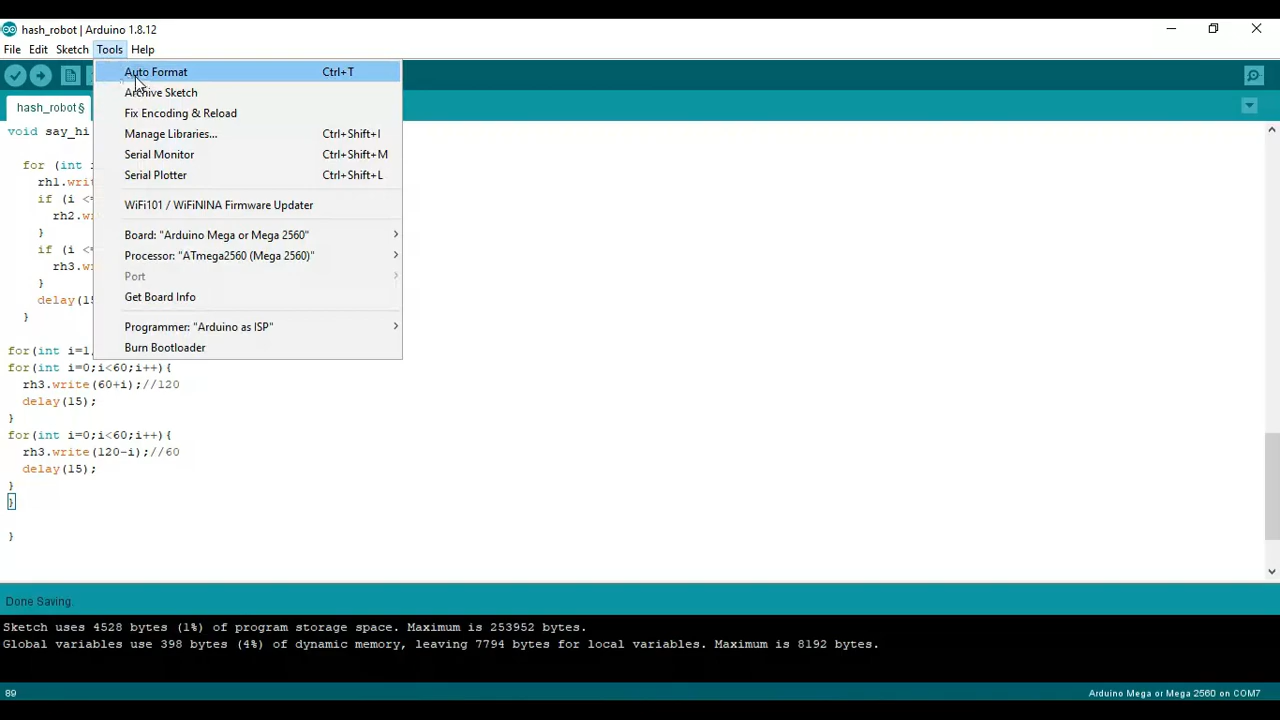 hash_robot | Arduino 1.8.12
File Edit Sketch Tools Help
Auto Format Ctrl+T
Archive Sketch
Fix Encoding & Reload
Manage Libraries... Ctrl+Shift+I
Serial Monitor Ctrl+Shift+M
Serial Plotter Ctrl+Shift+L
WiFi101 / WiFiNINA Firmware Updater
Board: "Arduino Mega or Mega 2560"
Processor: "ATmega2560 (Mega 2560)"
Port
Get Board Info
Programmer: "Arduino as ISP"
Burn Bootloader
hash_robot§
void say_hi
for (int i
rh1.wri
if (i <=
rh2.w
}
if (i <=
rh3.w
}
delay(15
}
for(int i=1,
for(int i=0;i<60;i++){
rh3.write(60+i);//120
delay(15);
}
for(int i=0;i<60;i++){
rh3.write(120-i);//60
delay(15);
}
}
}
Done Saving.
Sketch uses 4528 bytes (1%) of program storage space. Maximum is 253952 bytes.
Global variables use 398 bytes (4%) of dynamic memory, leaving 7794 bytes for local variables. Maximum is 8192 bytes.
89 Arduino Mega or Mega 2560 on COM7